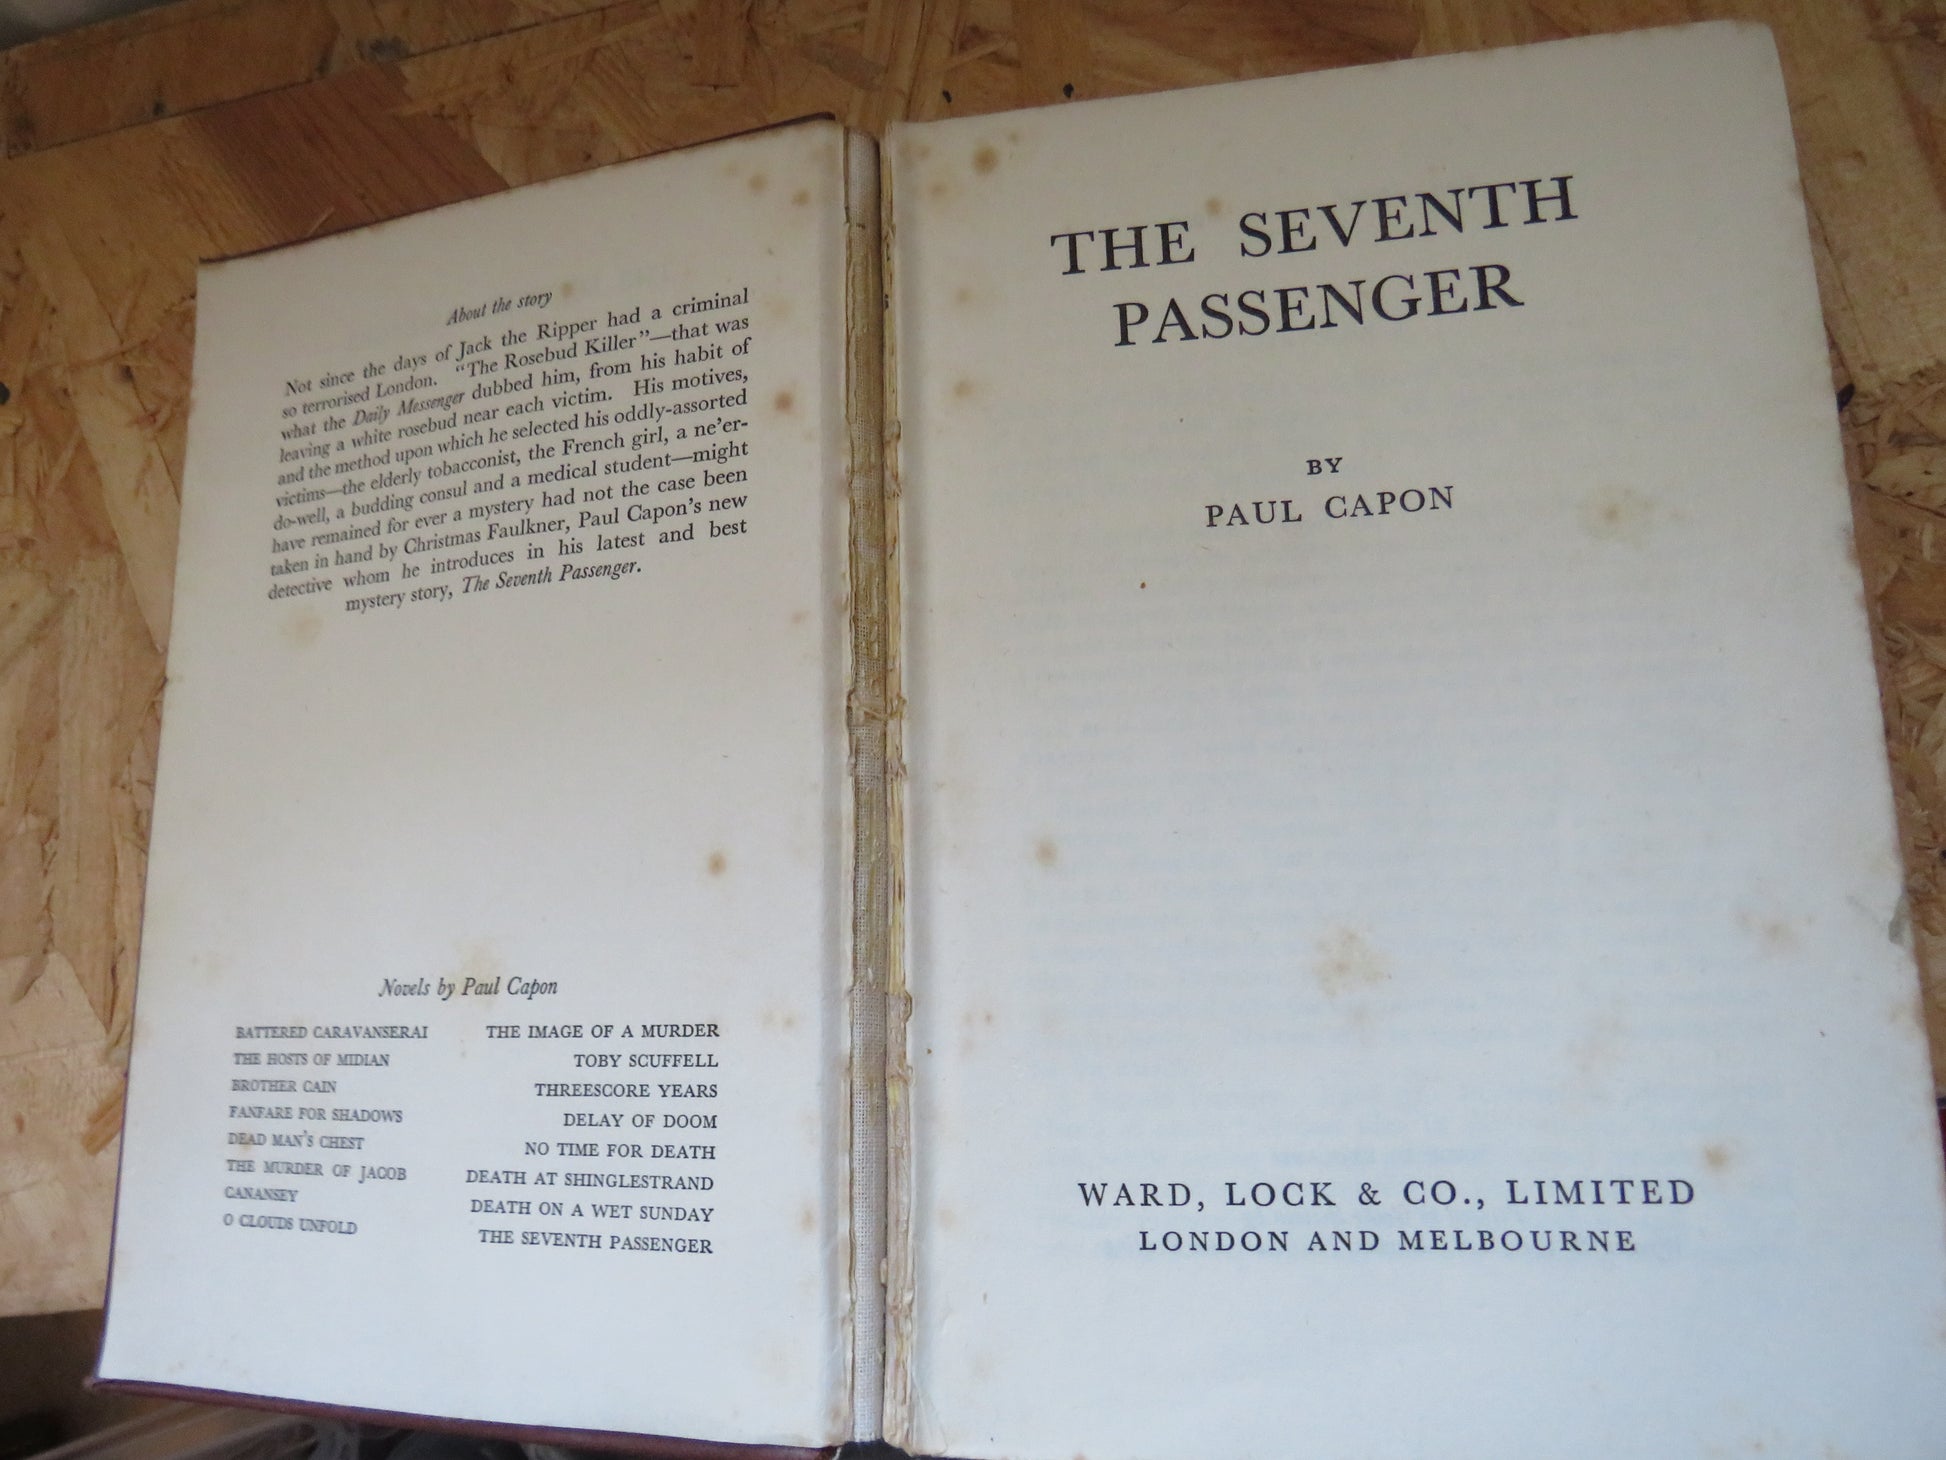 About the story
Not since the days of Jack the Ripper had a criminal
so terrorised London. "The Rosebud Killer"—that was
what the Daily Messenger dubbed him, from his habit of
leaving a white rosebud near each victim. His motives,
and the method upon which he selected his oddly-assorted
victims—the elderly tobacconist, the French girl, a ne'er-
do-well, a budding consul and a medical student—might
have remained for ever a mystery had not the case been
taken in hand by Christmas Faulkner, Paul Capon's new
detective whom he introduces in his latest and best
mystery story, The Seventh Passenger.
Novels by Paul Capon
BATTERED CARAVANSERAI
THE HOSTS OF MIDIAN
BROTHER CAIN
FANFARE FOR SHADOWS
DEAD MAN'S CHEST
THE MURDER OF JACOB
CANANSEY
O CLOUDS UNFOLD
THE IMAGE OF A MURDER
TOBY SCUFFELL
THREESCORE YEARS
DELAY OF DOOM
NO TIME FOR DEATH
DEATH AT SHINGLESTRAND
DEATH ON A WET SUNDAY
THE SEVENTH PASSENGER
THE SEVENTH
PASSENGER
BY
PAUL CAPON
WARD, LOCK & CO., LIMITED
LONDON AND MELBOURNE